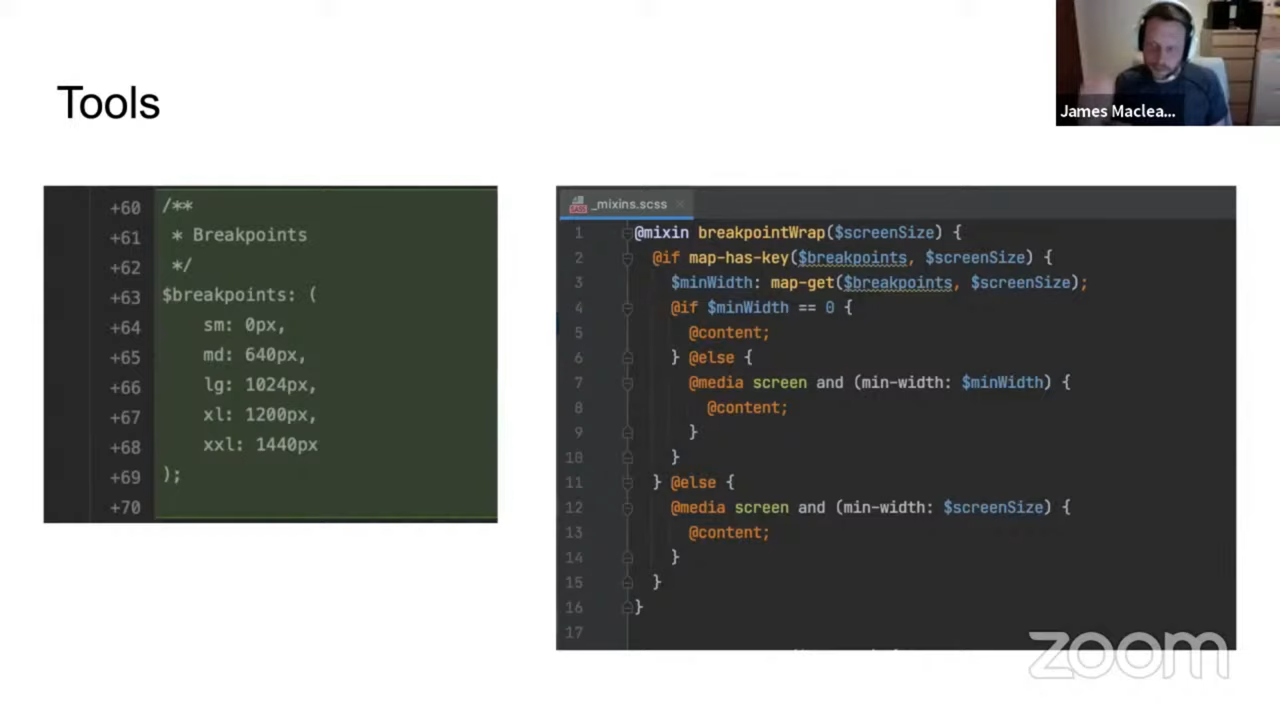 Tools
James Maclea...
+60 /**
+61 * Breakpoints
+62 */
+63 $breakpoints: (
+64 sm: 0px,
+65 md: 640px,
+66 lg: 1024px,
+67 xl: 1200px,
+68 xxl: 1440px
+69 );
+70
_mixins.scss
1 @mixin breakpointWrap($screenSize) {
2 @if map-has-key($breakpoints, $screenSize) {
3 $minWidth: map-get($breakpoints, $screenSize);
4 @if $minWidth == 0 {
5 @content;
6 } @else {
7 @media screen and (min-width: $minWidth) {
8 @content;
9 }
10 }
11 } @else {
12 @media screen and (min-width: $screenSize) {
13 @content;
14 }
15 }
16 }
17
zoom